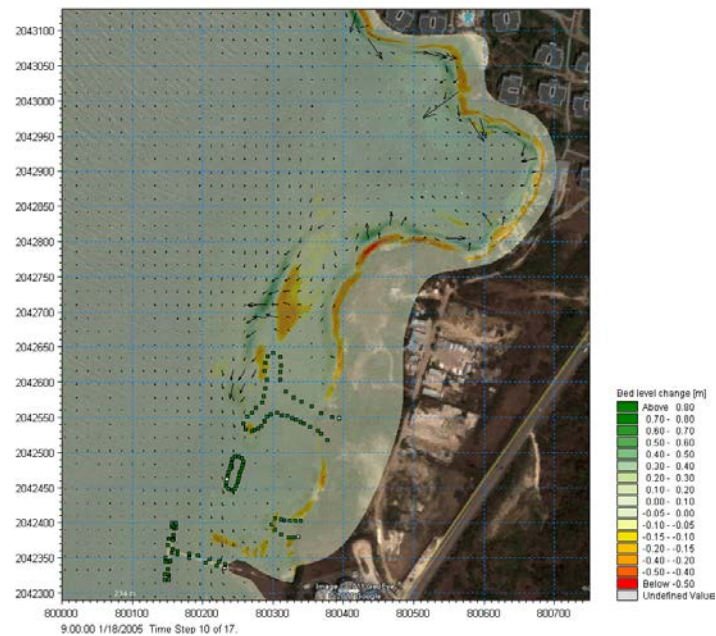 2043100
2043050
2043000
2042950
2042900
2042850
2042800
2042750
2042700
2042650
2042600
2042550
2042500
2042450
2042400
2042350
2042300
800000 800100 800200 800300 800400 800500 800600 800700
234 m
Image
9:00:00 1/18/2005 Time Step 10 of 17.
Bed level change [m]
Above 0.80
0.70 - 0.80
0.60 - 0.70
0.50 - 0.60
0.40 - 0.50
0.30 - 0.40
0.20 - 0.30
0.10 - 0.20
0.00 - 0.10
-0.05 - 0.00
-0.10 - -0.05
-0.15 - -0.10
-0.20 - -0.15
-0.40 - -0.20
-0.50 - -0.40
Below -0.50
Undefined Value